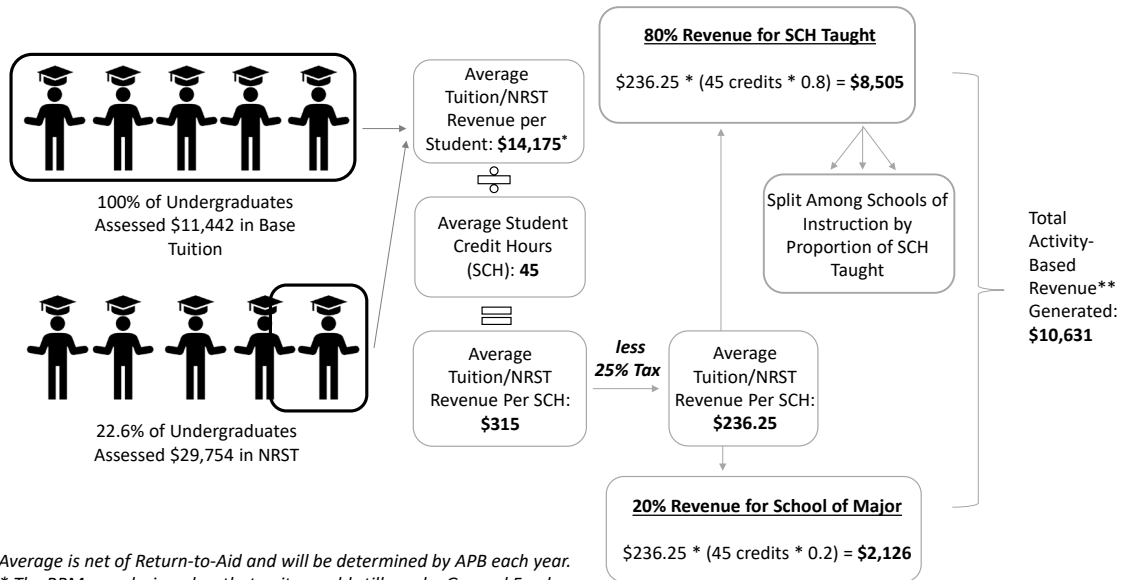 100% of Undergraduates
Assessed $11,442 in Base
Tuition
22.6% of Undergraduates
Assessed $29,754 in NRST
Average
Tuition/NRST
Revenue per
Student: $14,175*
Average Student
Credit Hours
(SCH): 45
Average
Tuition/NRST
Revenue Per SCH:
$315
less
25% Tax
Average
Tuition/NRST
Revenue Per SCH:
$236.25
80% Revenue for SCH Taught
$236.25 * (45 credits * 0.8) = $8,505
Split Among Schools of
Instruction by
Proportion of SCH
Taught
20% Revenue for School of Major
$236.25 * (45 credits * 0.2) = $2,126
Total
Activity-
Based
Revenue**
Generated:
$10,631
Average is net of Return-to-Aid and will be determined by APB each year.